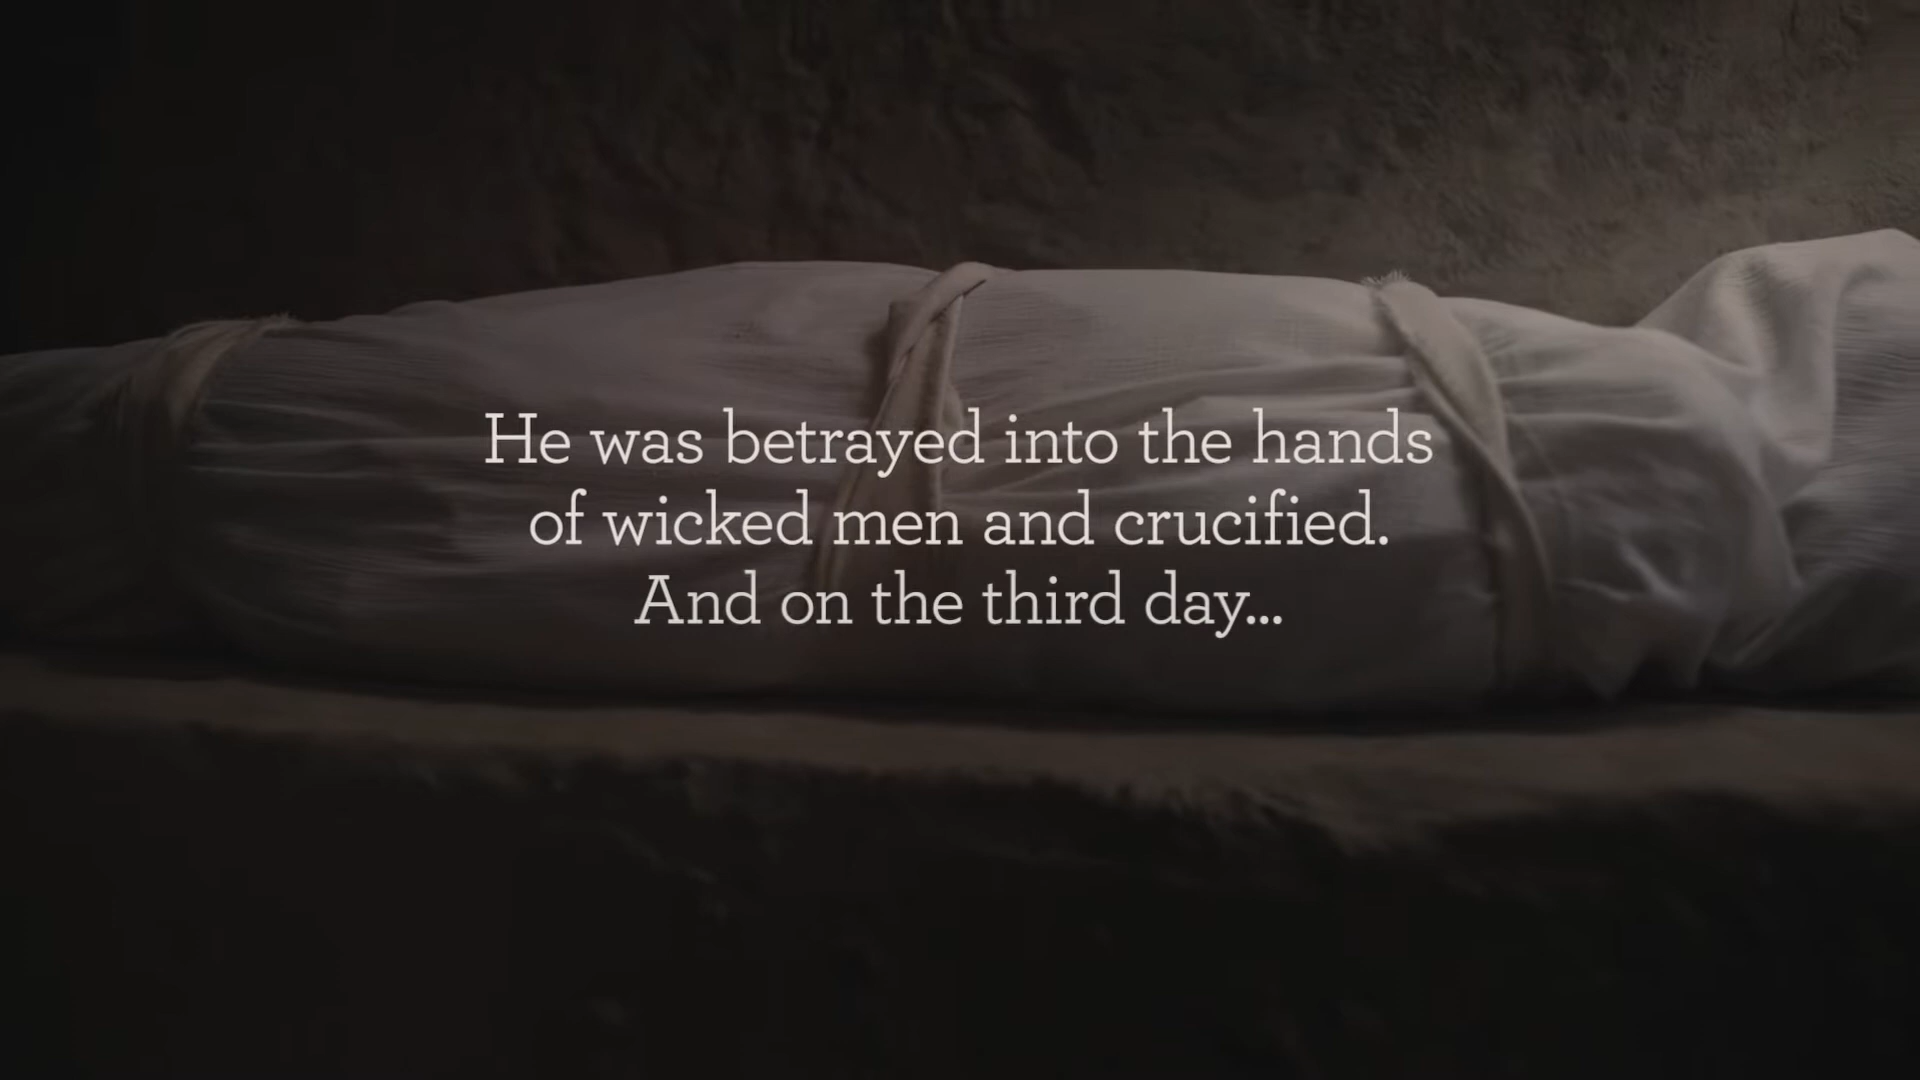 He was betrayed into the hands
of wicked men and crucified.
And on the third day...